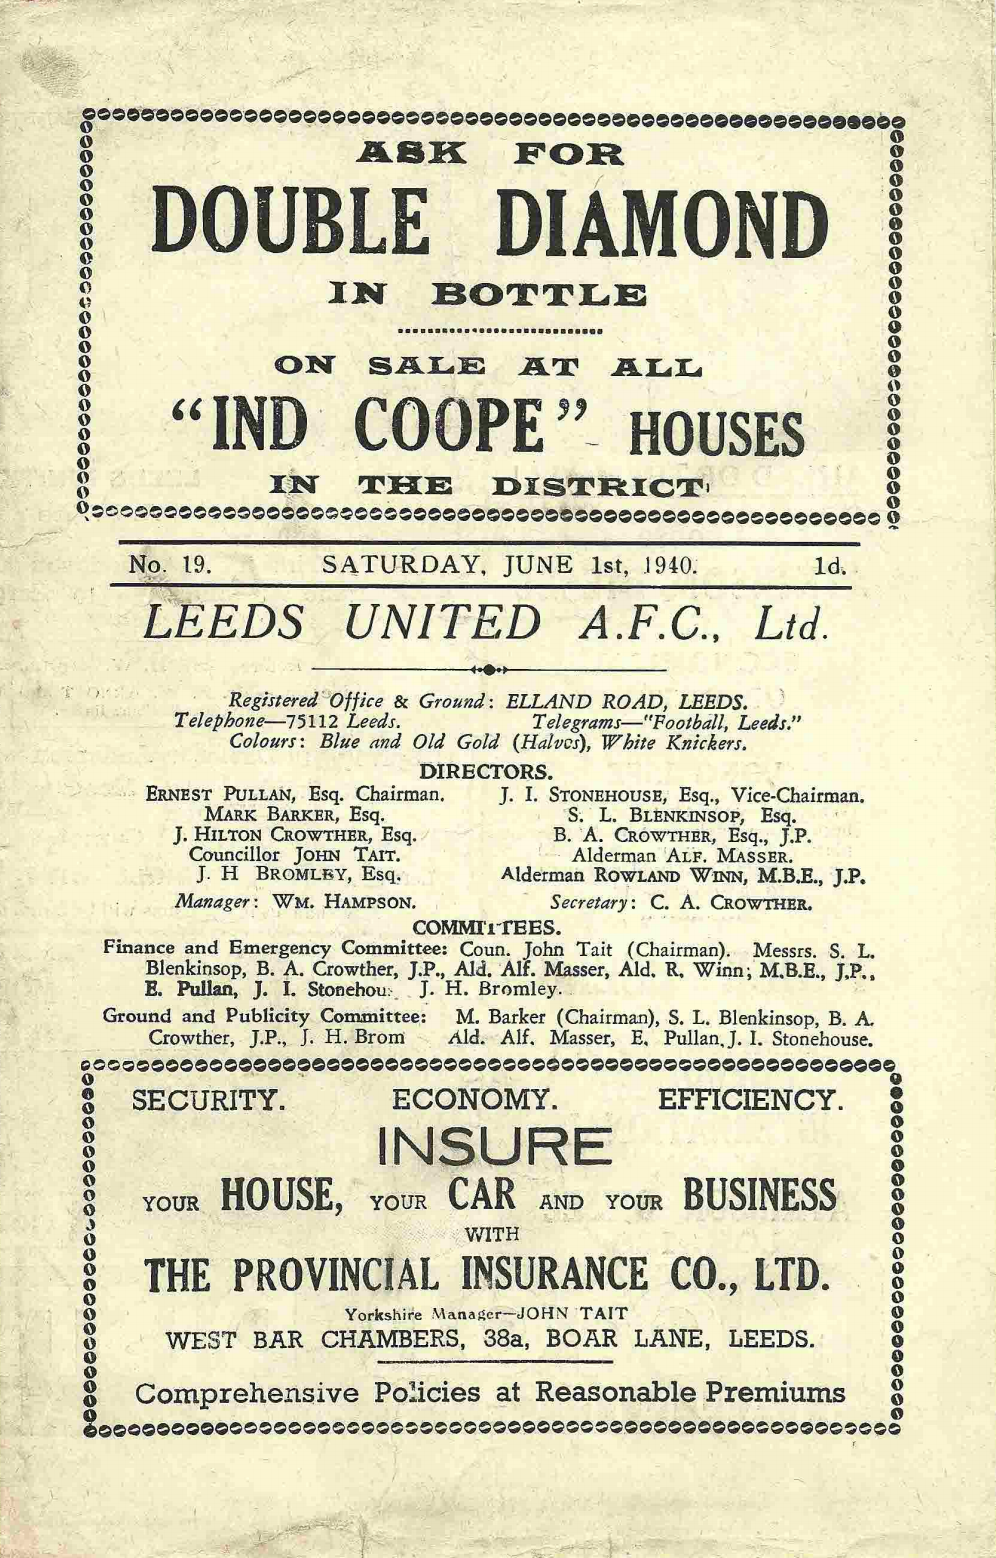 ASK FOR
DOUBLE DIAMOND
IN BOTTLE
ON SALE AT ALL
"IND COOPE" HOUSES
IN THE DISTRICT
No. 19. SATURDAY, JUNE 1st, 1940. 1d.
LEEDS UNITED A.F.C., Ltd.
Registered Office & Ground: ELLAND ROAD, LEEDS.
Telephone—75112 Leeds. Telegrams—"Football, Leeds."
Colours: Blue and Old Gold (Halves), White Knickers.
DIRECTORS.
ERNEST PULLAN, Esq. Chairman. J. I. STONEHOUSE, Esq., Vice-Chairman.
MARK BARKER, Esq. S. L. BLENKINSOP, Esq.
J. HILTON CROWTHER, Esq. B. A. CROWTHER, Esq., J.P.
Councillor JOHN TAIT. Alderman ALF. MASSER.
J. H BROMLEY, Esq. Alderman ROWLAND WINN, M.B.E., J.P.
Manager: WM. HAMPSON. Secretary: C. A. CROWTHER.
COMMITTEES.
Finance and Emergency Committee: Coun. John Tait (Chairman). Messrs. S. L.
Blenkinsop, B. A. Crowther, J.P., Ald. Alf. Masser, Ald. R. Winn, M.B.E., J.P.,
E. Pullan, J. I. Stonehou J. H. Bromley.
Ground and Publicity Committee: M. Barker (Chairman), S. L. Blenkinsop, B. A.
Crowther, J.P., J. H. Brom Ald. Alf. Masser, E. Pullan, J. I. Stonehouse.
SECURITY. ECONOMY. EFFICIENCY.
INSURE
YOUR HOUSE, YOUR CAR AND YOUR BUSINESS
WITH
THE PROVINCIAL INSURANCE CO., LTD.
Yorkshire Manager—JOHN TAIT
WEST BAR CHAMBERS, 38a, BOAR LANE, LEEDS.
Comprehensive Policies at Reasonable Premiums